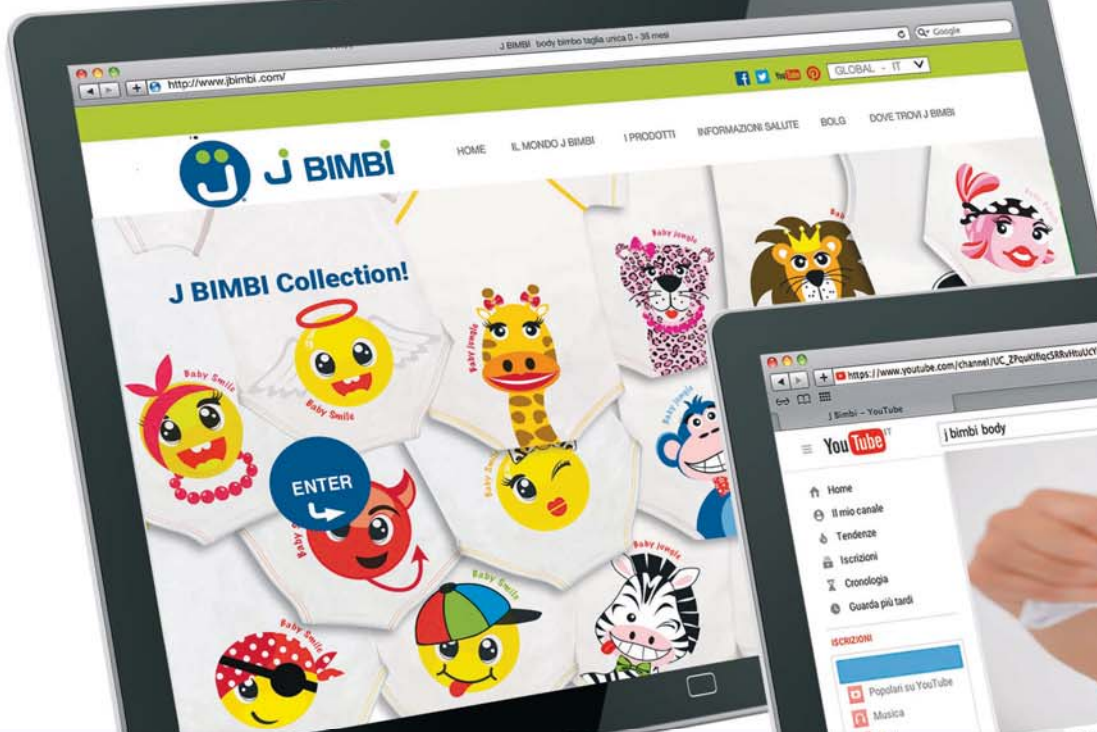 J BIMBI body bimbo taglia unica 0 - 36 mesi
http://www.jbimbi .com/
Google
YouTube
GLOBAL - IT
J BIMBI
HOME
IL MONDO J BIMBI
I PRODOTTI
INFORMAZIONI SALUTE
BOLG
DOVE TROVI J BIMBI
J BIMBI Collection!
Baby Jungle
Baby Smile
Baby Smile
Baby Jungle
Baby Smile
ENTER
Baby Jungle
Baby Smile
Baby Smile
J Bimbi – YouTube
YouTube IT
j bimbi body
Home
Il mio canale
Tendenze
Iscrizioni
Cronologia
Guarda più tardi
ISCRIZIONI
Popolari su YouTube
Musica